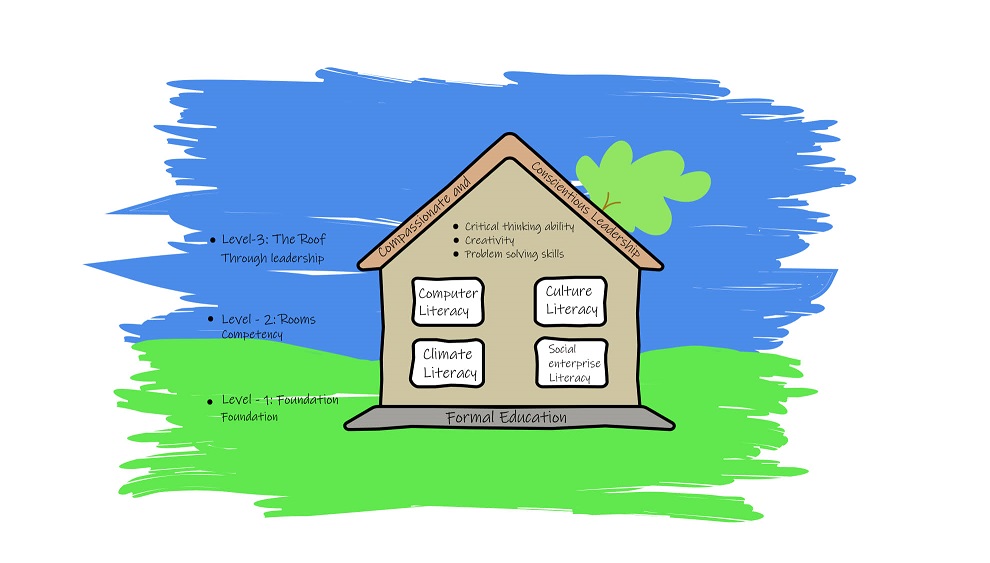 Compassionate and
Conscientious Leadership
• Critical thinking ability
• Creativity
• Problem solving skills
• Level-3: The Roof
Through leadership
Computer
Literacy
Culture
Literacy
• Level - 2: Rooms
Competency
Climate
Literacy
Social
enterprise
Literacy
• Level - 1: Foundation
Foundation
Formal Education